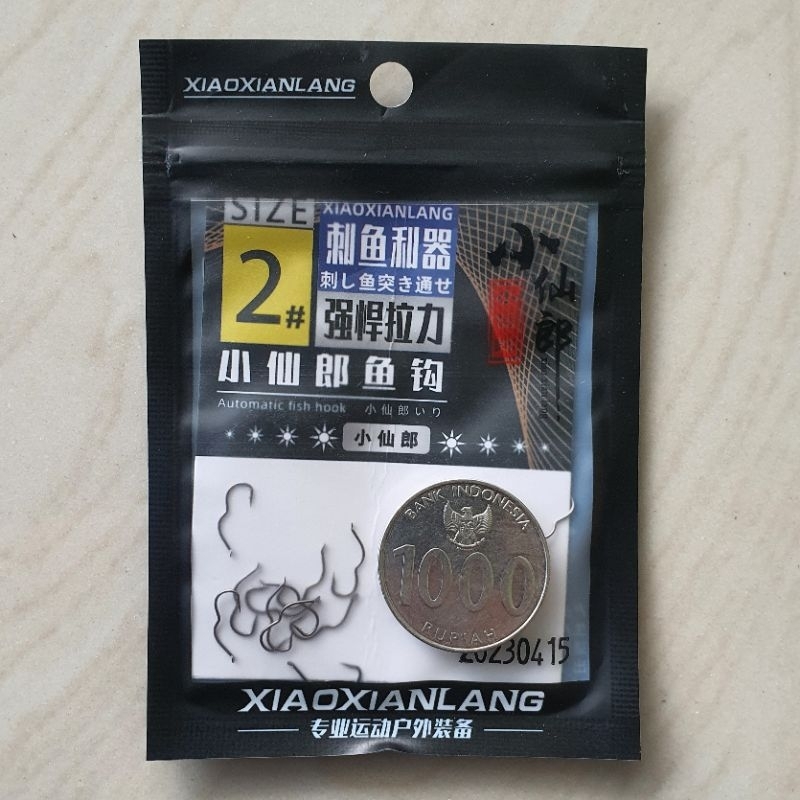 XIAOXIANLANG
SIZE
2#
XIAOXIANLANG
刺鱼利器
刺し鱼突き通せ
强悍拉力
小仙郎
小仙郎鱼钩
Automatic fish hook 小仙郎いり
小仙郎
BANK INDONESIA
1000
RUPIAH
20230415
XIAOXIANLANG
专业运动户外装备